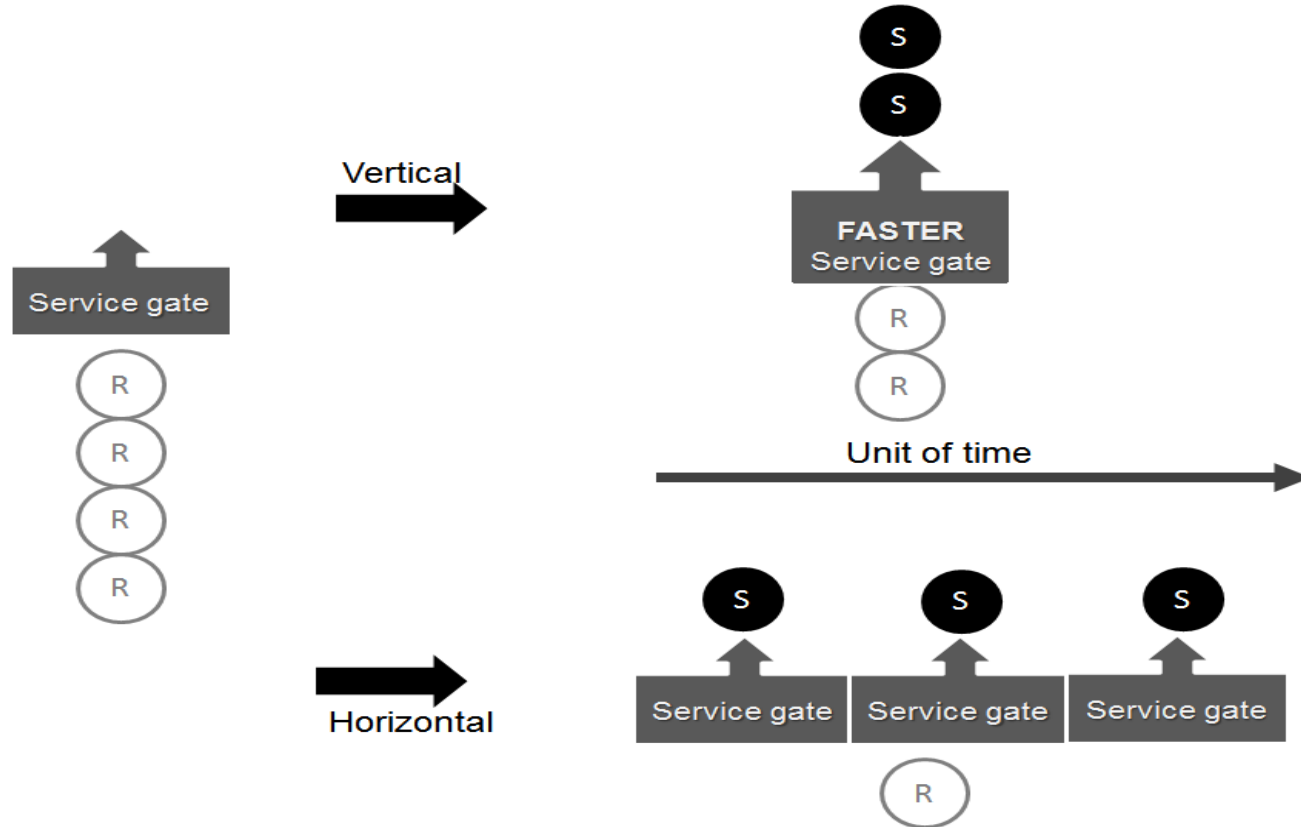 Service gate
R
R
R
R
Vertical
Horizontal
S
S
FASTER
Service gate
R
R
Unit of time
S
S
S
Service gate
Service gate
Service gate
R